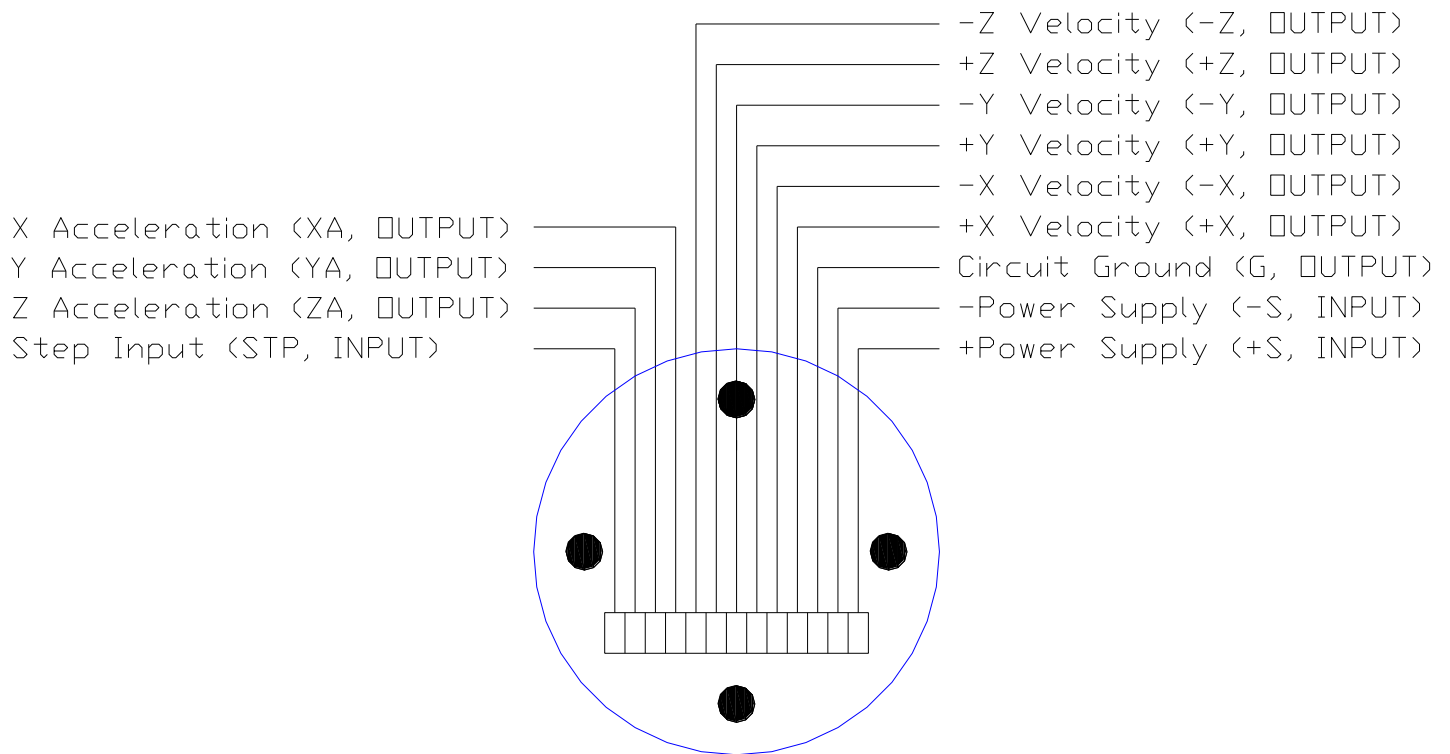 -Z Velocity (-Z, OUTPUT)
+Z Velocity (+Z, OUTPUT)
-Y Velocity (-Y, OUTPUT)
+Y Velocity (+Y, OUTPUT)
-X Velocity (-X, OUTPUT)
X Acceleration (XA, OUTPUT)
+X Velocity (+X, OUTPUT)
Y Acceleration (YA, OUTPUT)
Circuit Ground (G, OUTPUT)
Z Acceleration (ZA, OUTPUT)
-Power Supply (-S, INPUT)
Step Input (STP, INPUT)
+Power Supply (+S, INPUT)